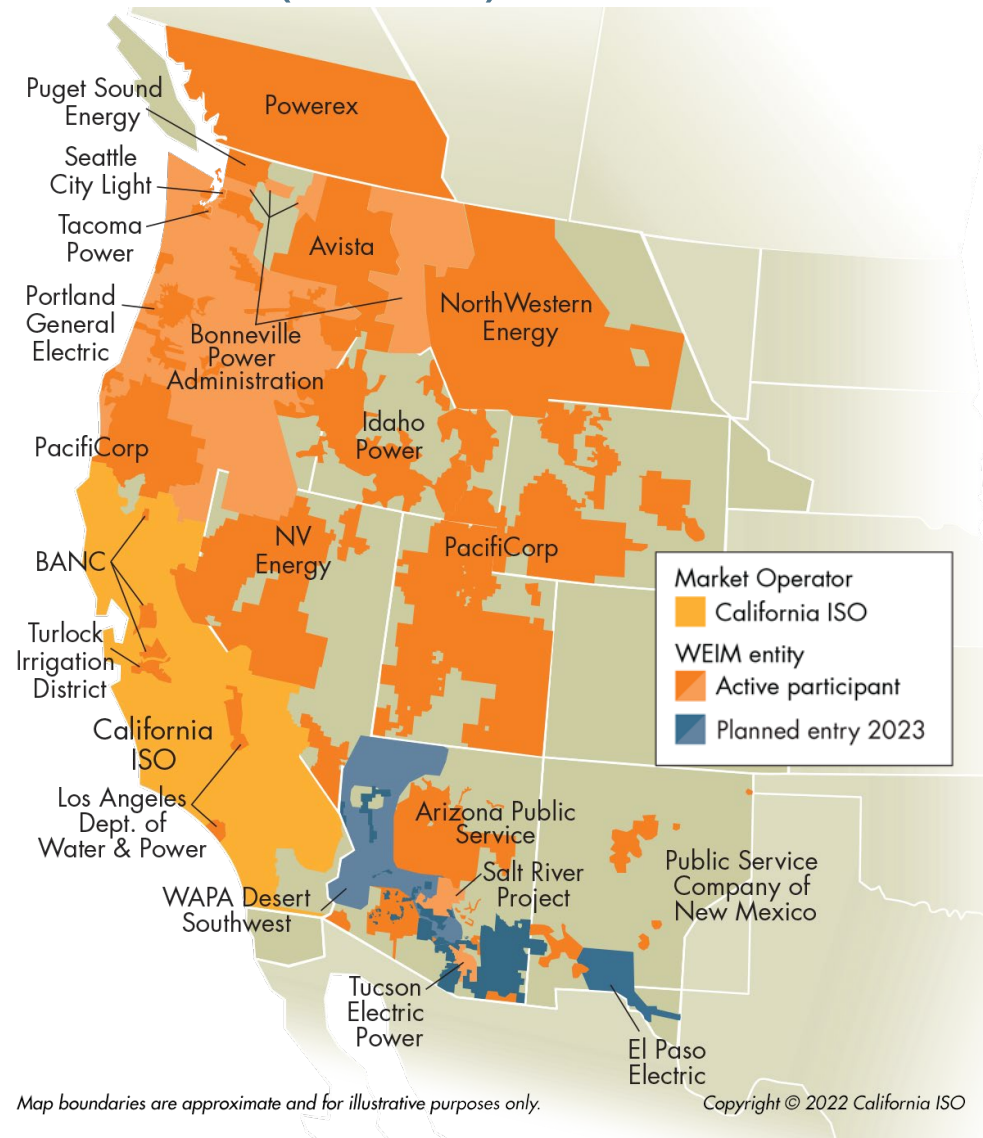 Powerex
Puget Sound
Energy
Seattle
City Light
Tacoma
Power
Avista
Portland
General
Electric
NorthWestern
Energy
Bonneville
Power
Administration
Idaho
Power
PacifiCorp
NV
Energy
PacifiCorp
BANC
Turlock
Irrigation
District
California
ISO
Los Angeles
Dept. of
Water & Power
Market Operator
California ISO
WEIM entity
Active participant
Planned entry 2023
Arizona Public
Service
Salt River
Project
Public Service
Company of
New Mexico
WAPA Desert
Southwest
Tucson
Electric
Power
El Paso
Electric
Map boundaries are approximate and for illustrative purposes only.
Copyright © 2022 California ISO